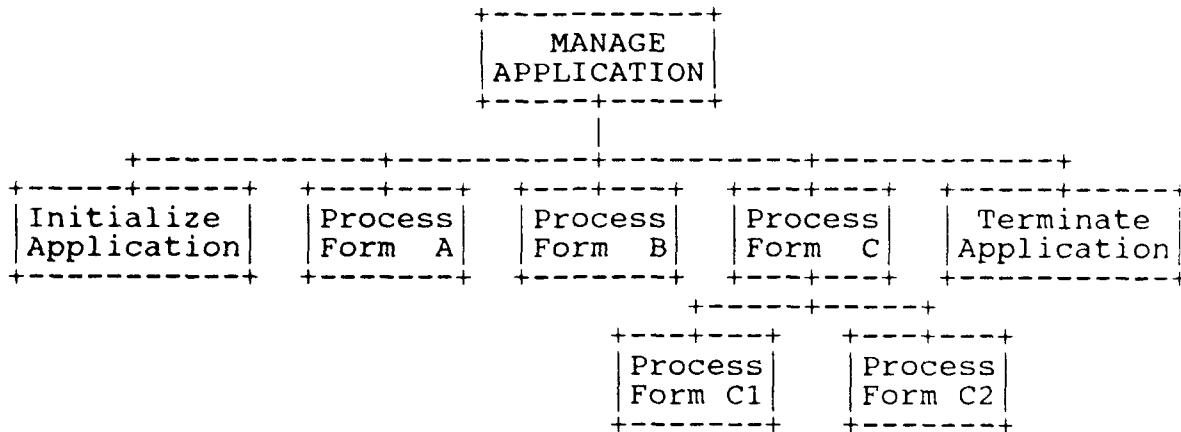 MANAGE
APPLICATION
Initialize Process Process Process Terminate
Application Form A Form B Form C Application
Process Process
Form C1 Form C2